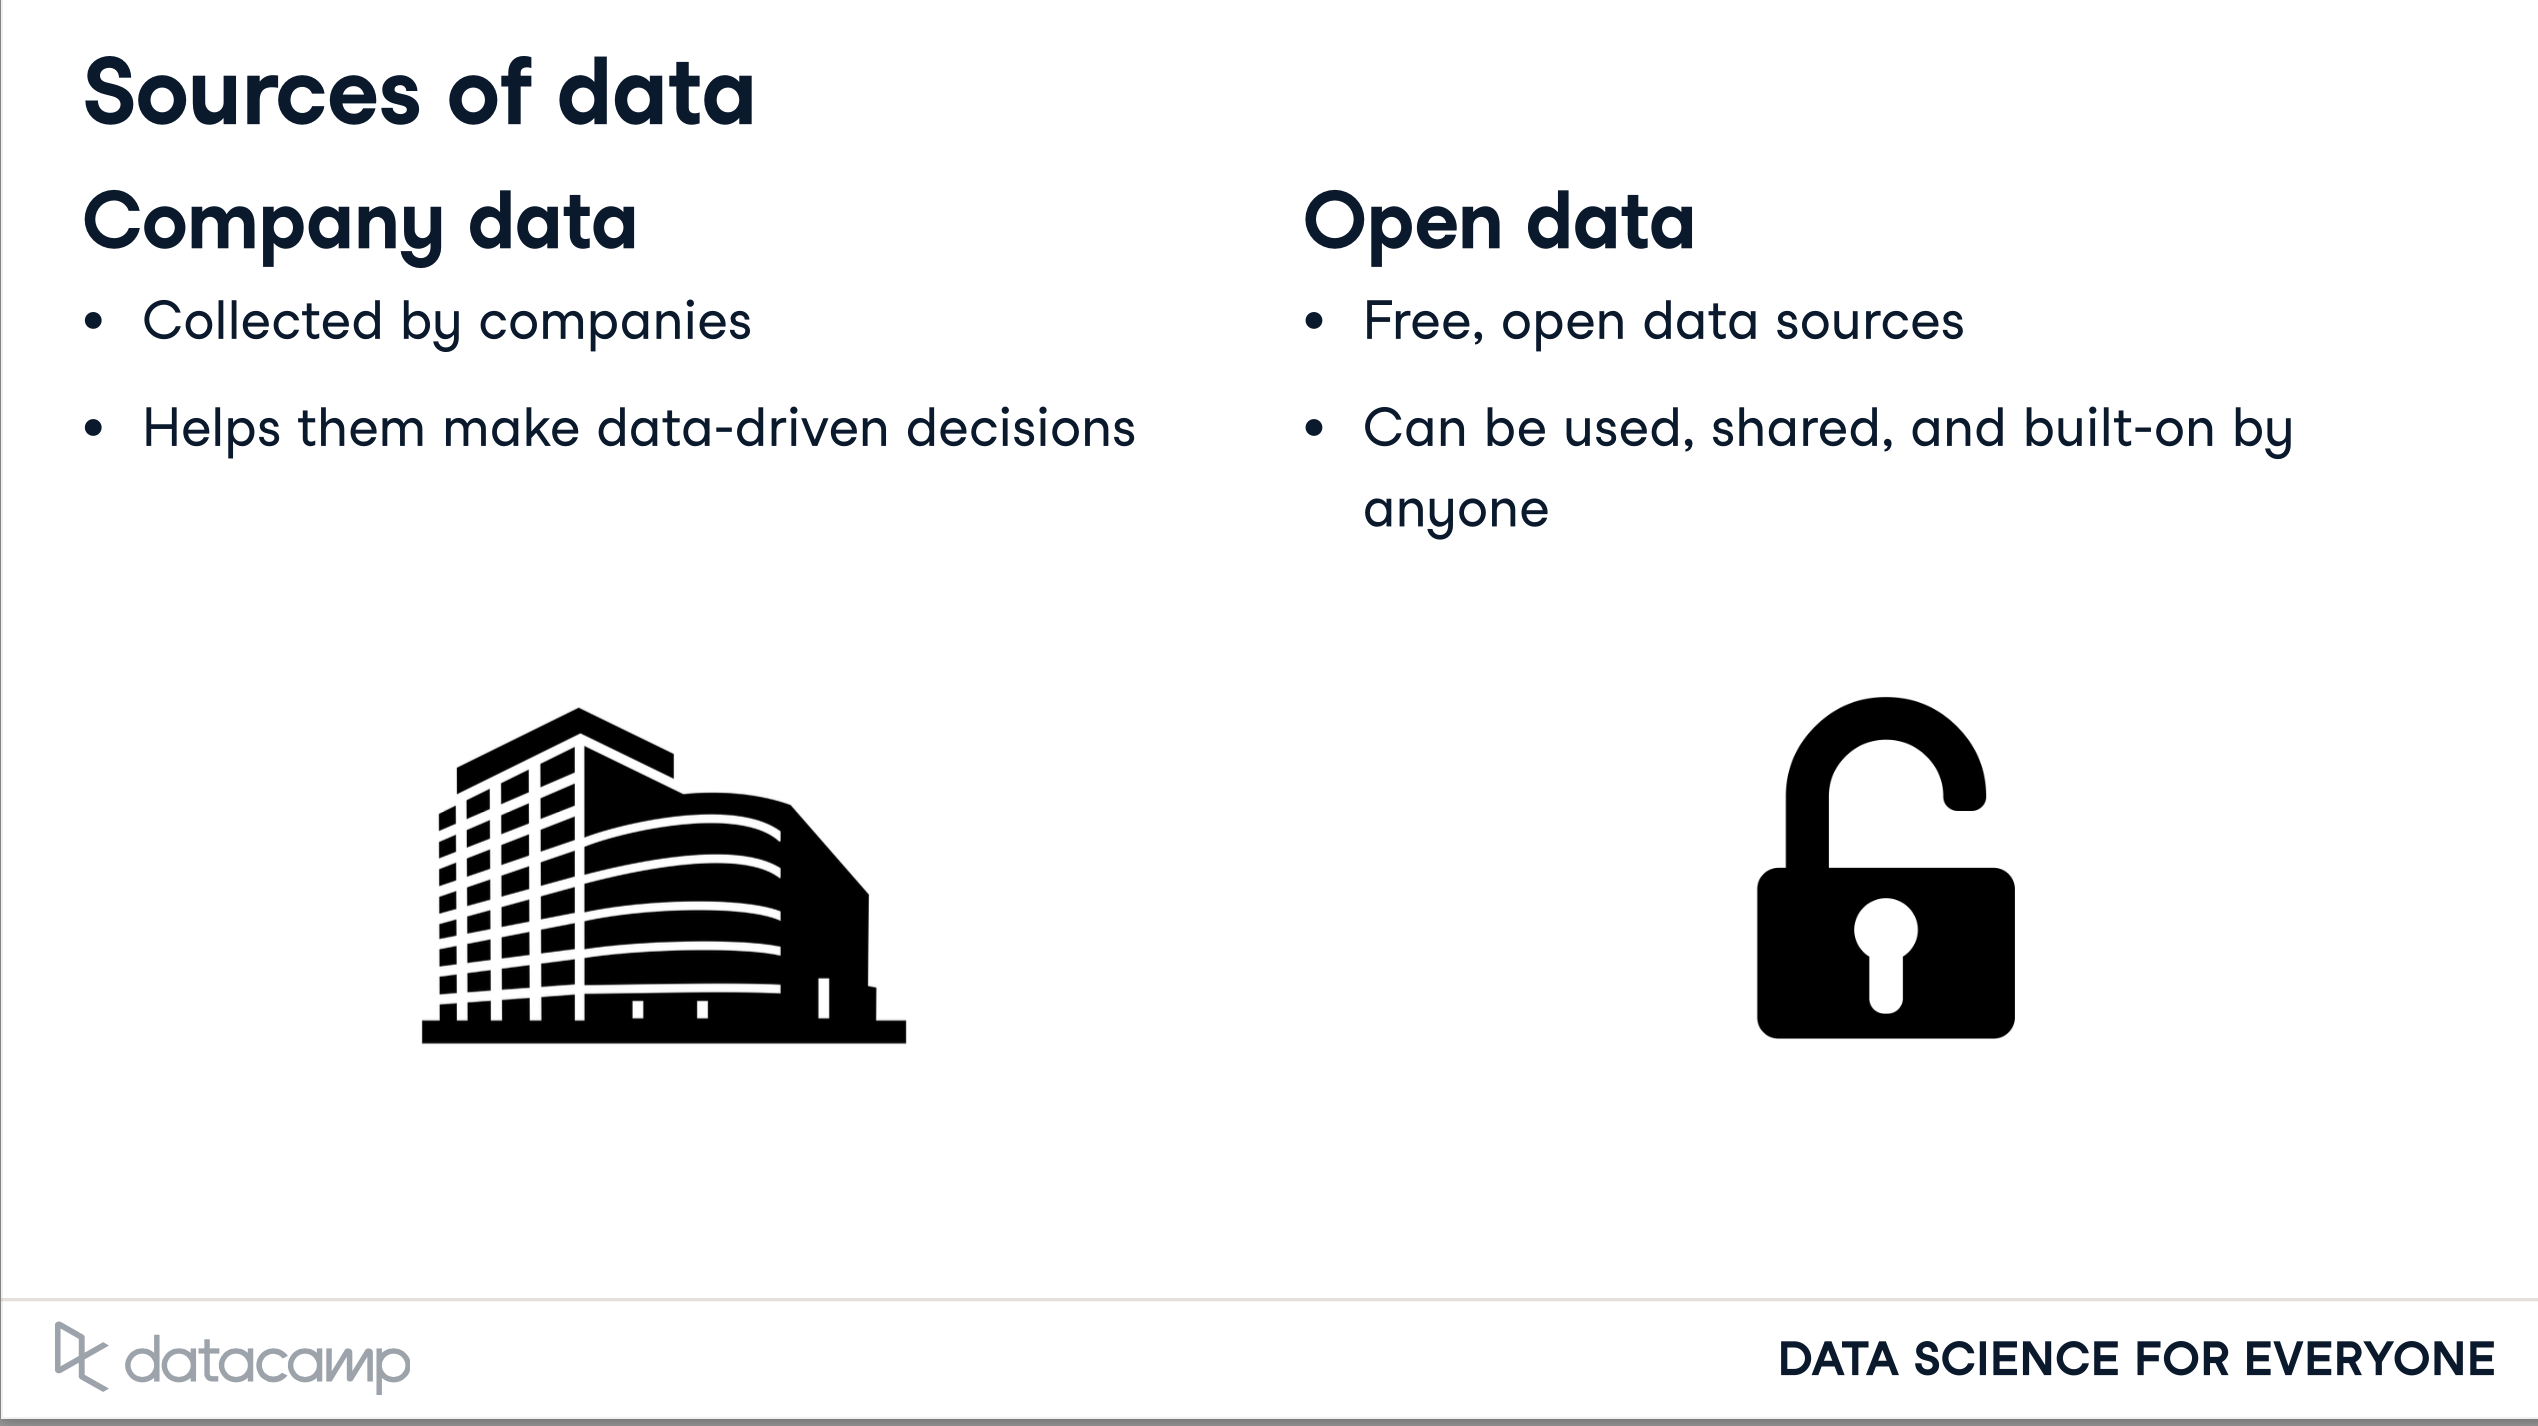 Sources of data
Company data
• Collected by companies
• Helps them make data-driven decisions
Open data
• Free, open data sources
• Can be used, shared, and built-on by
anyone
datacamp
DATA SCIENCE FOR EVERYONE